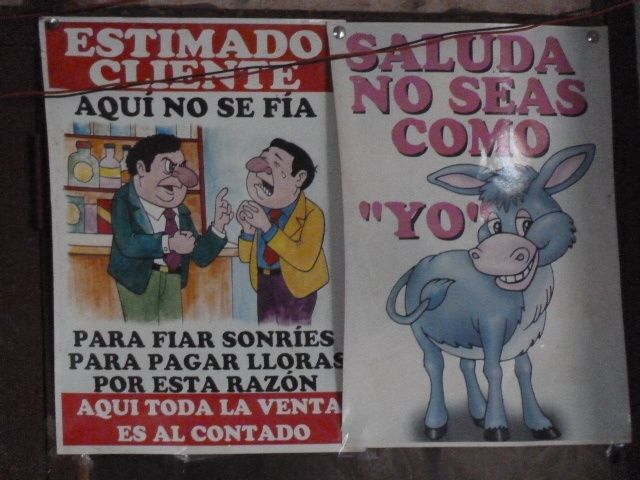 ESTIMADO
CLIENTE
AQUÍ NO SE FÍA
PARA FIAR SONRÍES
PARA PAGAR LLORAS
POR ESTA RAZÓN
AQUI TODA LA VENTA
ES AL CONTADO
SALUDA
NO SEAS
COMO
"YO"